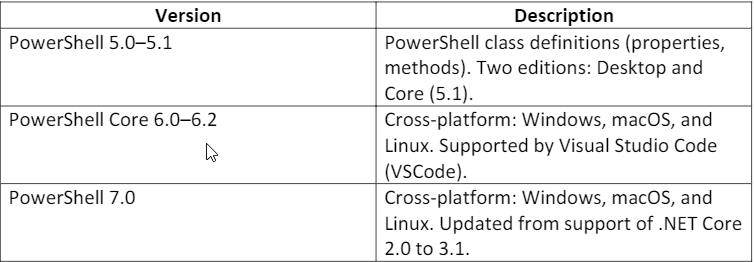 Version Description
PowerShell 5.0–5.1 PowerShell class definitions (properties,
methods). Two editions: Desktop and
Core (5.1).
PowerShell Core 6.0–6.2 Cross-platform: Windows, macOS, and
Linux. Supported by Visual Studio Code
(VSCode).
PowerShell 7.0 Cross-platform: Windows, macOS, and
Linux. Updated from support of .NET Core
2.0 to 3.1.